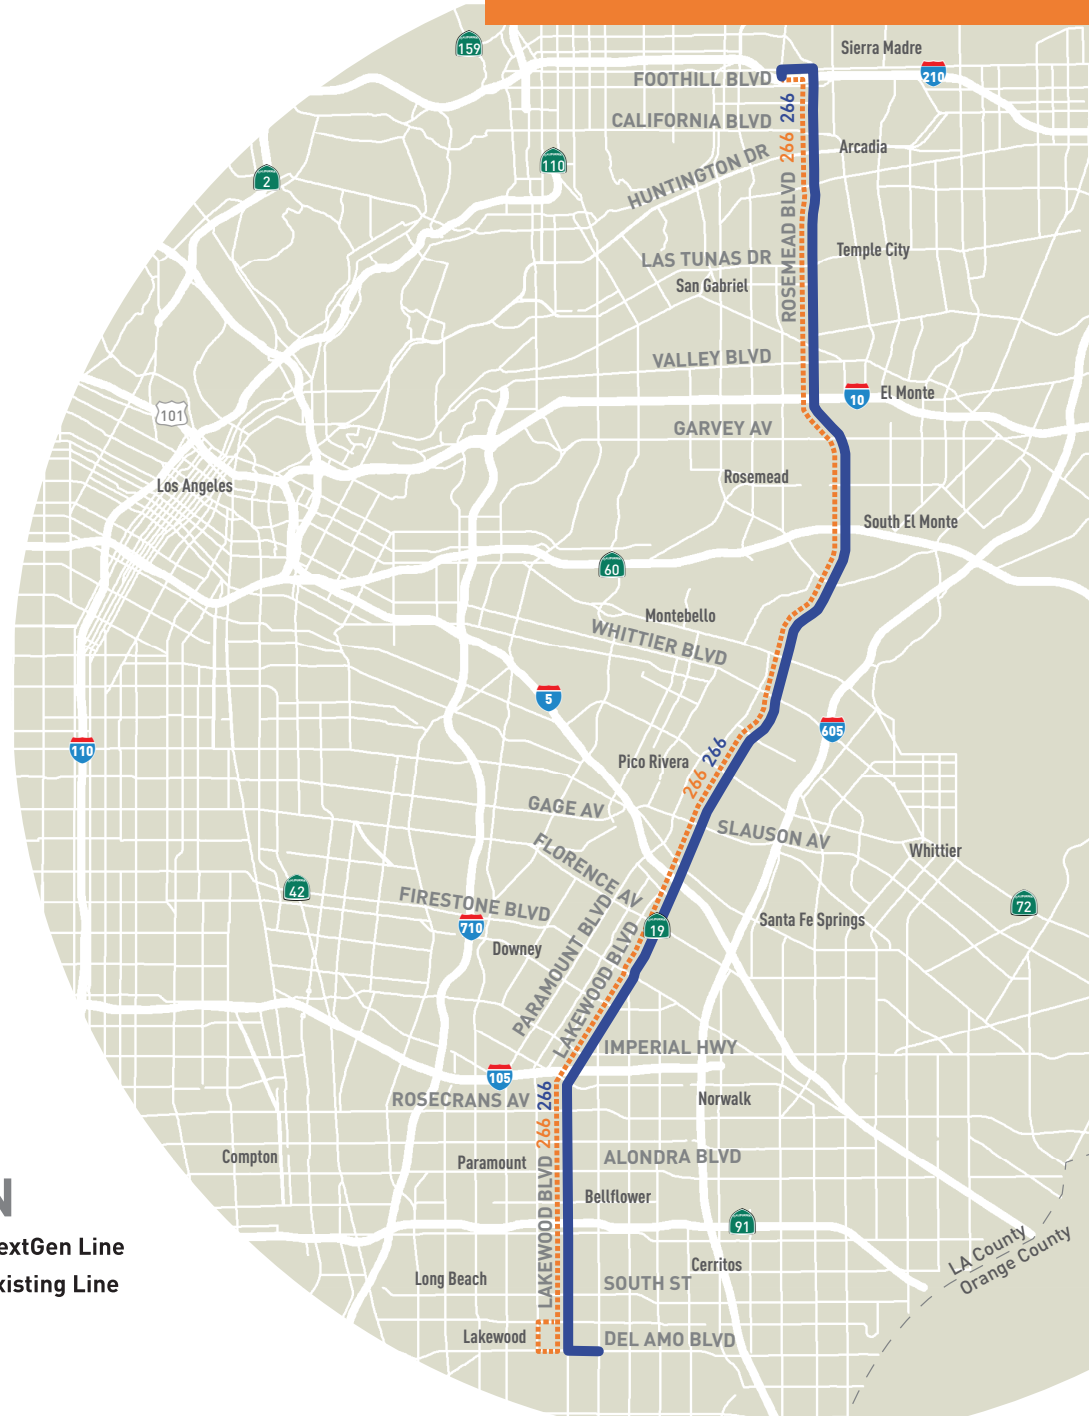 159
Sierra Madre
210
FOOTHILL BLVD
266
CALIFORNIA BLVD
266
Arcadia
110
HUNTINGTON DR
2
ROSEMEAD BLVD
Temple City
LAS TUNAS DR
San Gabriel
VALLEY BLVD
10
El Monte
101
GARVEY AV
Rosemead
Los Angeles
South El Monte
60
Montebello
WHITTIER BLVD
5
605
110
266
266
Pico Rivera
GAGE AV
SLAUSON AV
FLORENCE AV
Whittier
42
FIRESTONE BLVD
72
710
19
Santa Fe Springs
Downey
PARAMOUNT BLVD
LAKEWOOD BLVD
IMPERIAL HWY
105
ROSECRANS AV
266
266
Norwalk
Compton
Paramount
ALONDRA BLVD
Bellflower
LAKEWOOD BLVD
91
LA County
Orange County
Cerritos
Long Beach
SOUTH ST
Lakewood
DEL AMO BLVD
N
extGen Line
xisting Line